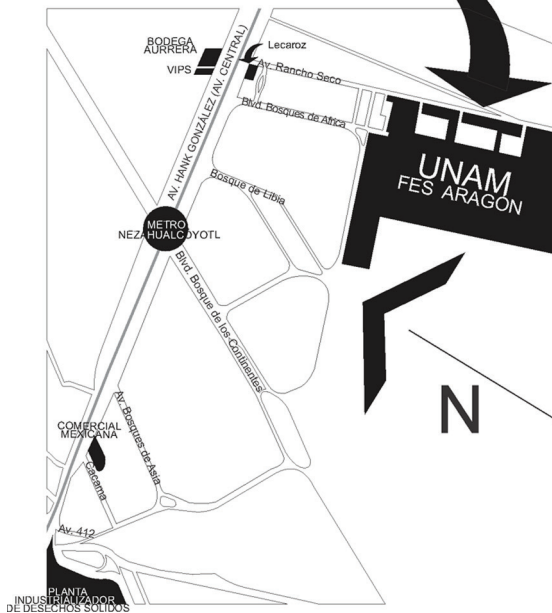 BODEGA
AURRERA
Lecaroz
VIPS
Av. Rancho Seco
AV. HANK GONZÁLEZ (AV. CENTRAL)
Blvd. Bosques de Africa
UNAM
FES ARAGÓN
Bosque de Libia
METRO
NEZAHUALCOYOTL
Blvd. Bosque de los Continentes
N
Av. Bosques de Asia
COMERCIAL
MEXICANA
Cacama
Av. 412
PLANTA
INDUSTRIALIZADOR
DE DESECHOS SOLIDOS